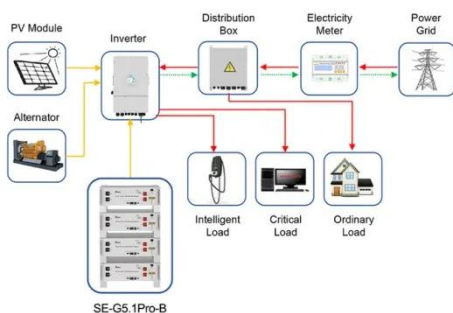 PV Module
Inverter
Distribution
Box
Electricity
Meter
Power
Grid
Alternator
Intelligent
Load
Critical
Load
Ordinary
Load
SE-G5.1Pro-B